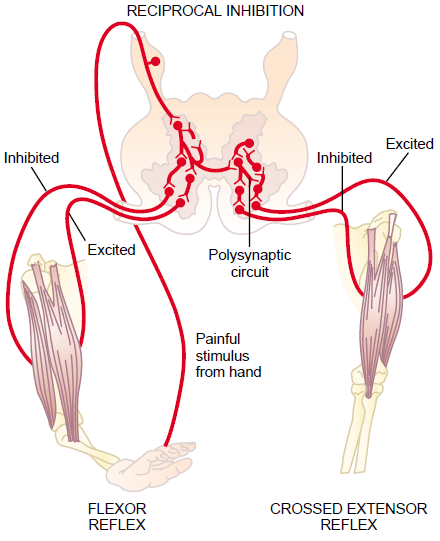 RECIPROCAL INHIBITION
Inhibited
Excited
Inhibited
Excited
Polysynaptic
circuit
Painful
stimulus
from hand
FLEXOR
REFLEX
CROSSED EXTENSOR
REFLEX